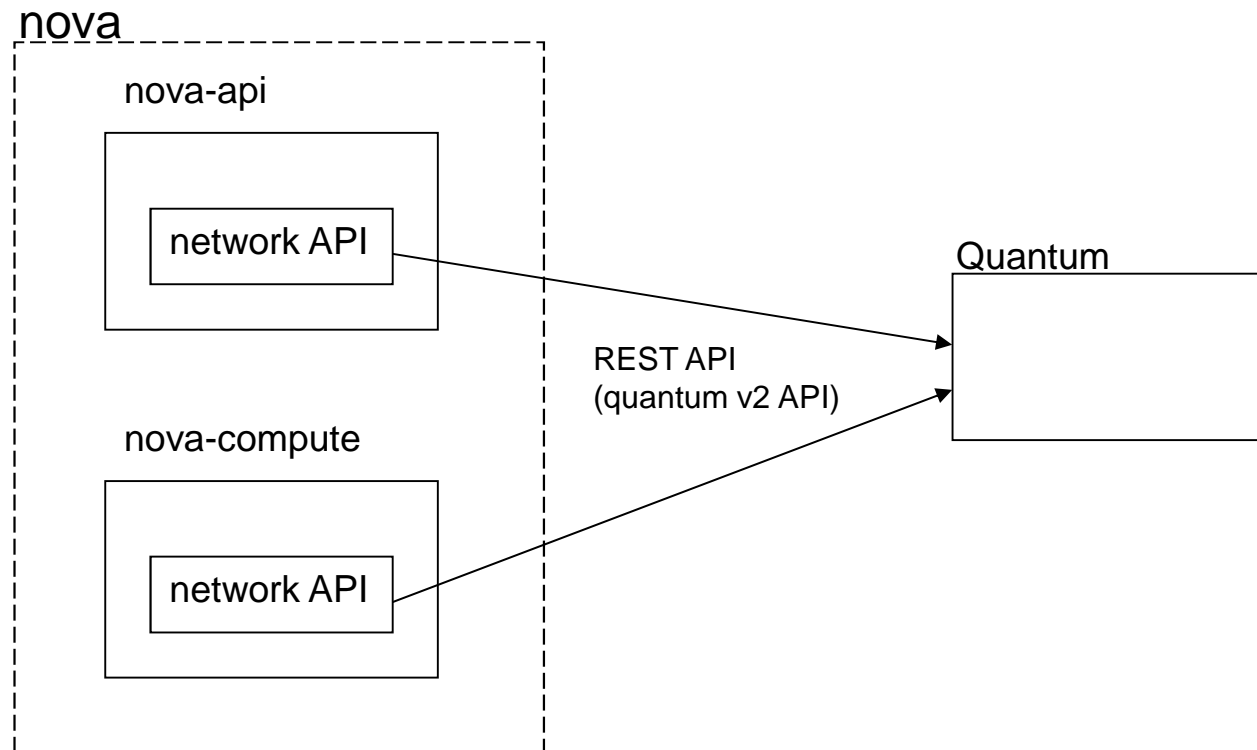 nova
nova-api
network API
Quantum
REST API
(quantum v2 API)
nova-compute
network API